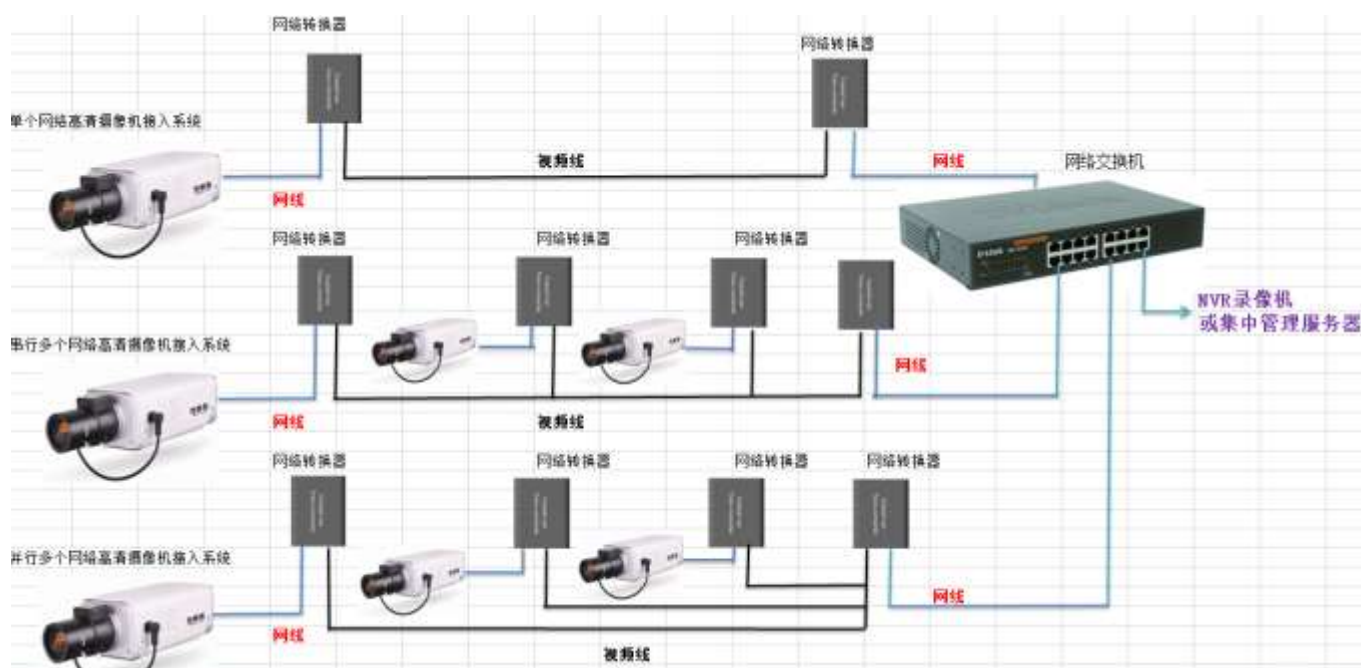 网络转换器
网络转换器
单个网络高清摄像机接入系统
视频线
网线
网络交换机
网线
网络转换器
网络转换器
网络转换器
D-Link
NVR录像机
或集中管理服务器
串行多个网络高清摄像机接入系统
网线
网线
视频线
网络转换器
网络转换器
网络转换器
网络转换器
并行多个网络高清摄像机接入系统
网线
网线
视频线